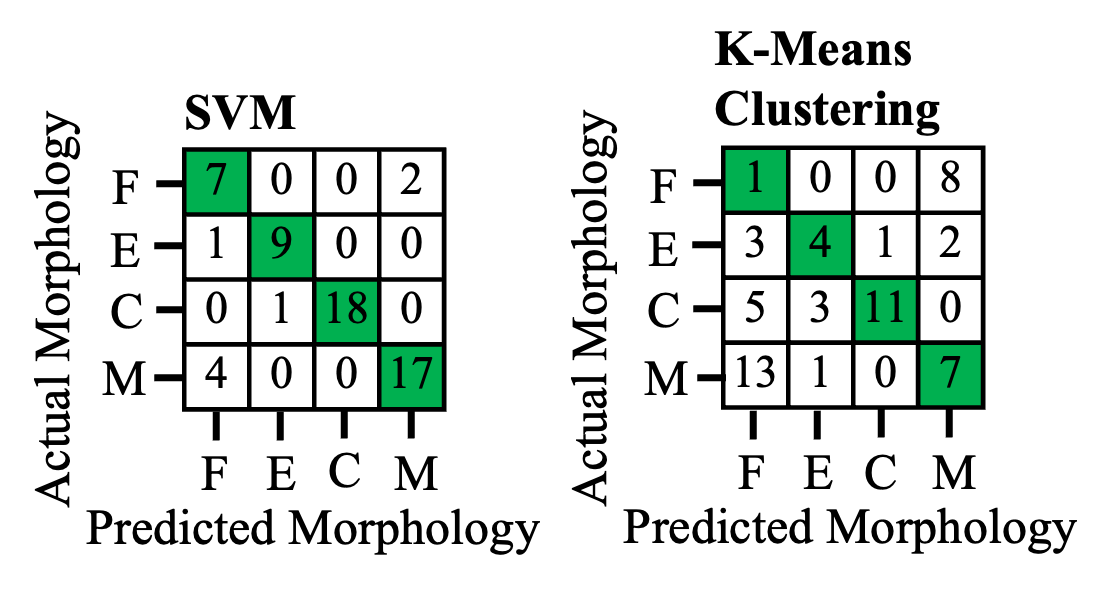 SVM
Actual Morphology
F 7 0 0 2
E 1 9 0 0
C 0 1 18 0
M 4 0 0 17
F E C M
Predicted Morphology
K-Means
Clustering
Actual Morphology
F 1 0 0 8
E 3 4 1 2
C 5 3 11 0
M 13 1 0 7
F E C M
Predicted Morphology